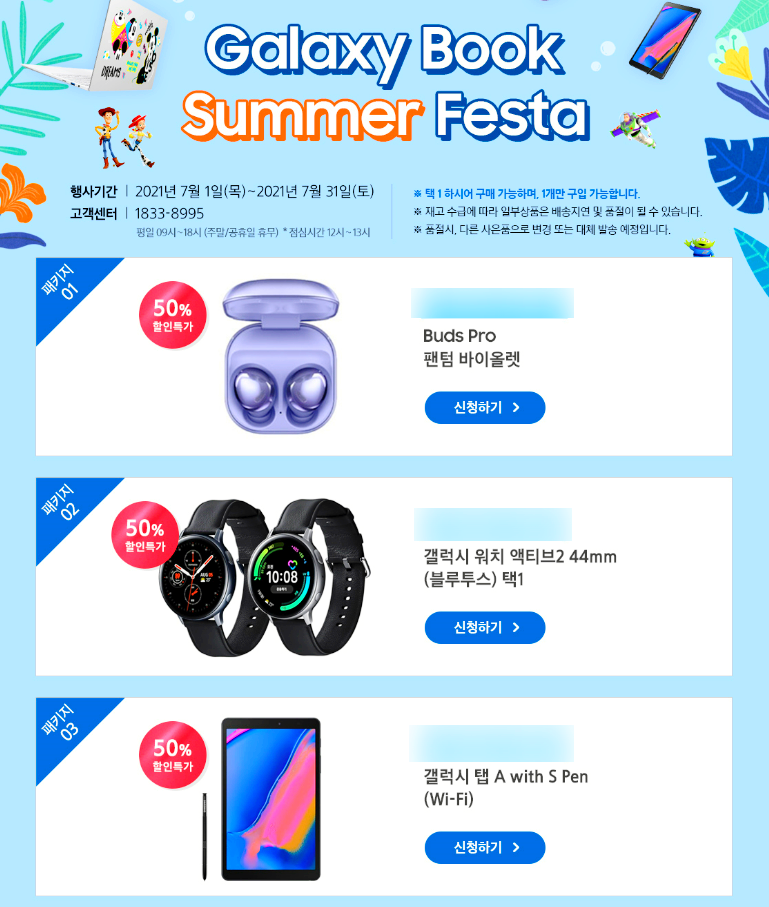 DREAMS
Galaxy Book
Summer Festa
행사기간 | 2021년 7월 1일(목)~2021년 7월 31일(토)
고객센터 | 1833-8995
평일 09시~18시 (주말/공휴일 휴무) *점심시간 12시~13시
※ 택 1 하시어 구매 가능하며, 1개만 구입 가능합니다.
※ 재고 수급에 따라 일부상품은 배송지연 및 품절이 될 수 있습니다.
※ 품절시, 다른 사은품으로 변경 또는 대체 발송 예정입니다.
패키지
01
50%
할인특가
Buds Pro
팬텀 바이올렛
신청하기 >
패키지
02
50%
할인특가
10:08
갤럭시 워치 액티브2 44mm
(블루투스) 택1
신청하기 >
패키지
03
50%
할인특가
갤럭시 탭 A with S Pen
(Wi-Fi)
신청하기 >